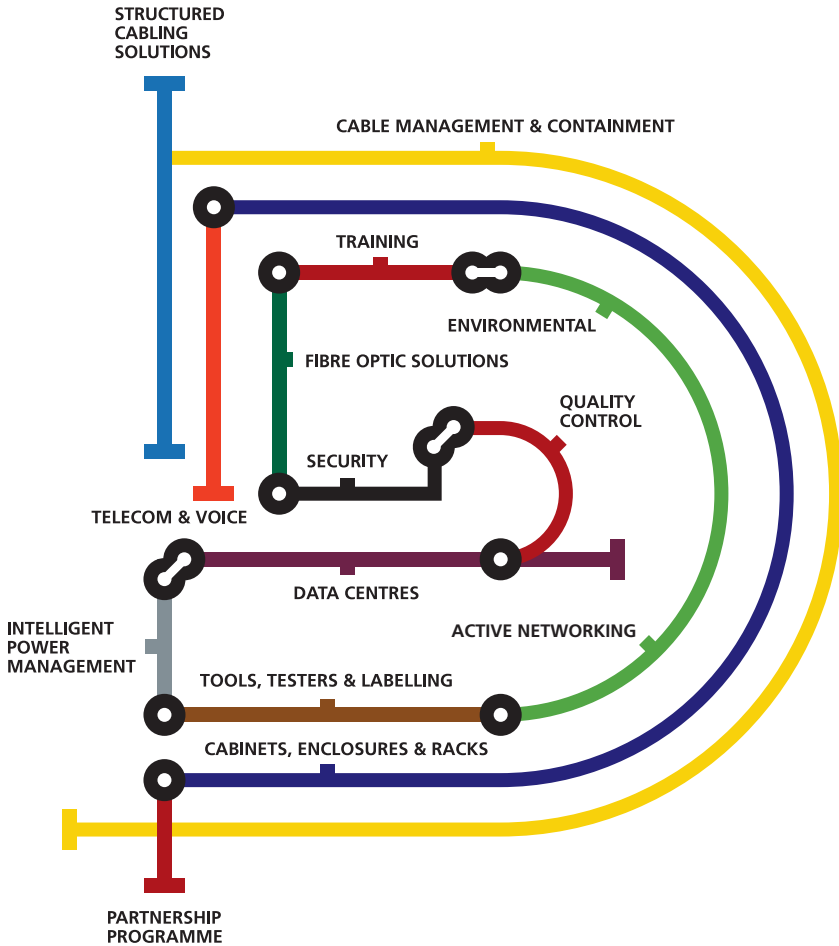 STRUCTURED
CABLING
SOLUTIONS
CABLE MANAGEMENT & CONTAINMENT
TRAINING
ENVIRONMENTAL
FIBRE OPTIC SOLUTIONS
QUALITY
CONTROL
SECURITY
TELECOM & VOICE
DATA CENTRES
INTELLIGENT
POWER
MANAGEMENT
ACTIVE NETWORKING
TOOLS, TESTERS & LABELLING
CABINETS, ENCLOSURES & RACKS
PARTNERSHIP
PROGRAMME